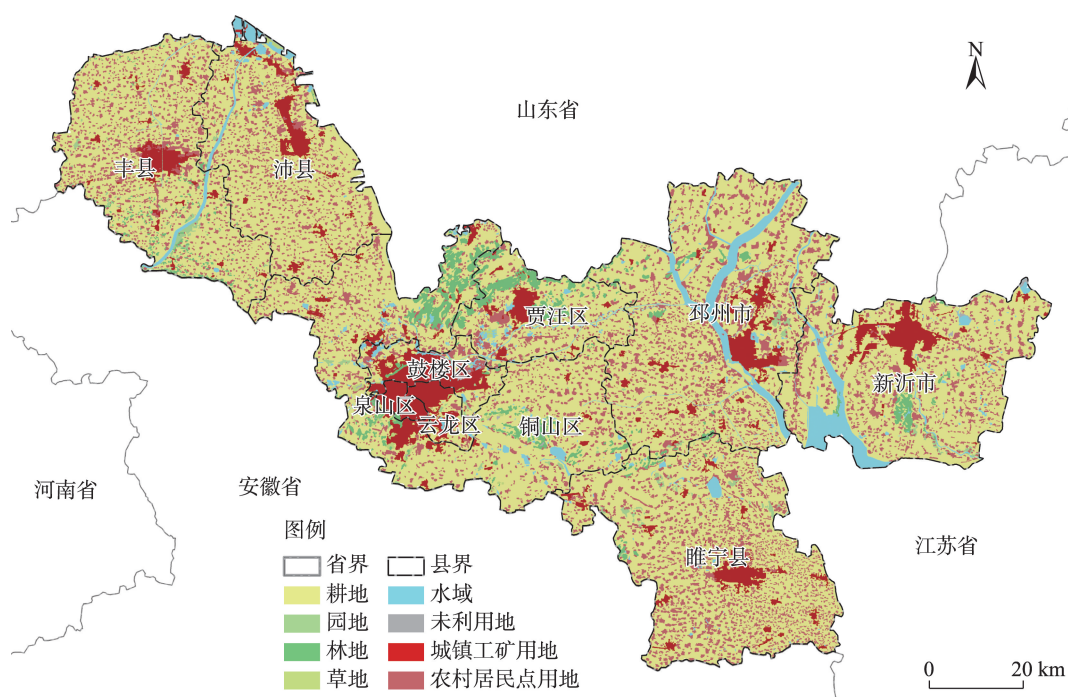 N
山东省
丰县
沛县
贾汪区
邳州市
鼓楼区
新沂市
泉山区
云龙区
铜山区
河南省
安徽省
江苏省
睢宁县
图例
省界
县界
耕地
水域
园地
未利用地
林地
城镇工矿用地
草地
农村居民点用地
0 20 km